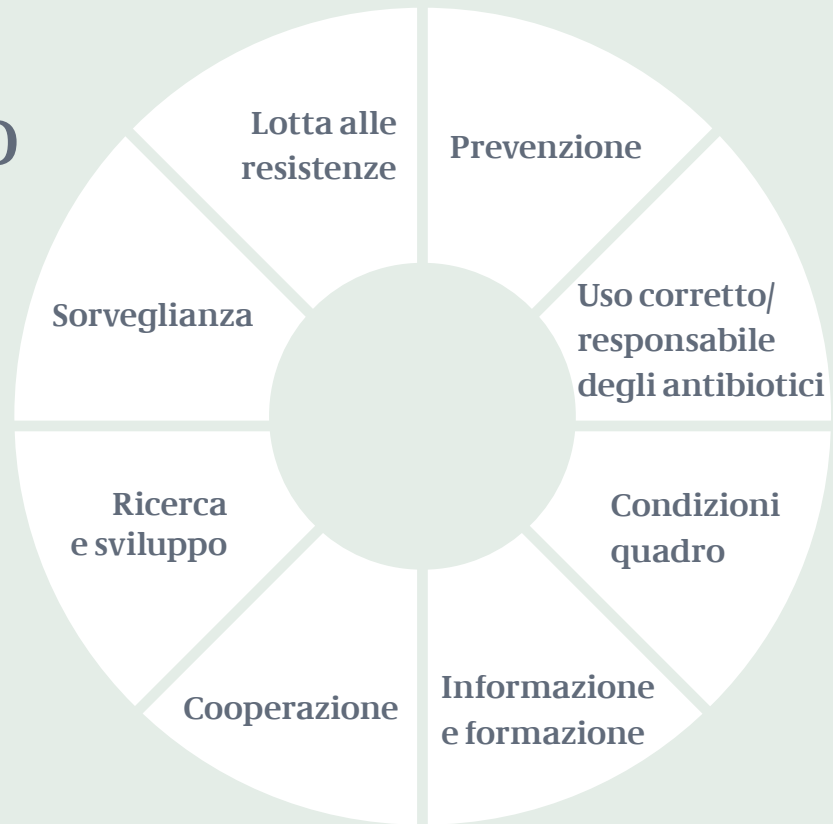 Lotta alle
resistenze
Prevenzione
Uso corretto/
responsabile
degli antibiotici
Condizioni
quadro
Informazione
e formazione
Cooperazione
Ricerca
e sviluppo
Sorveglianza